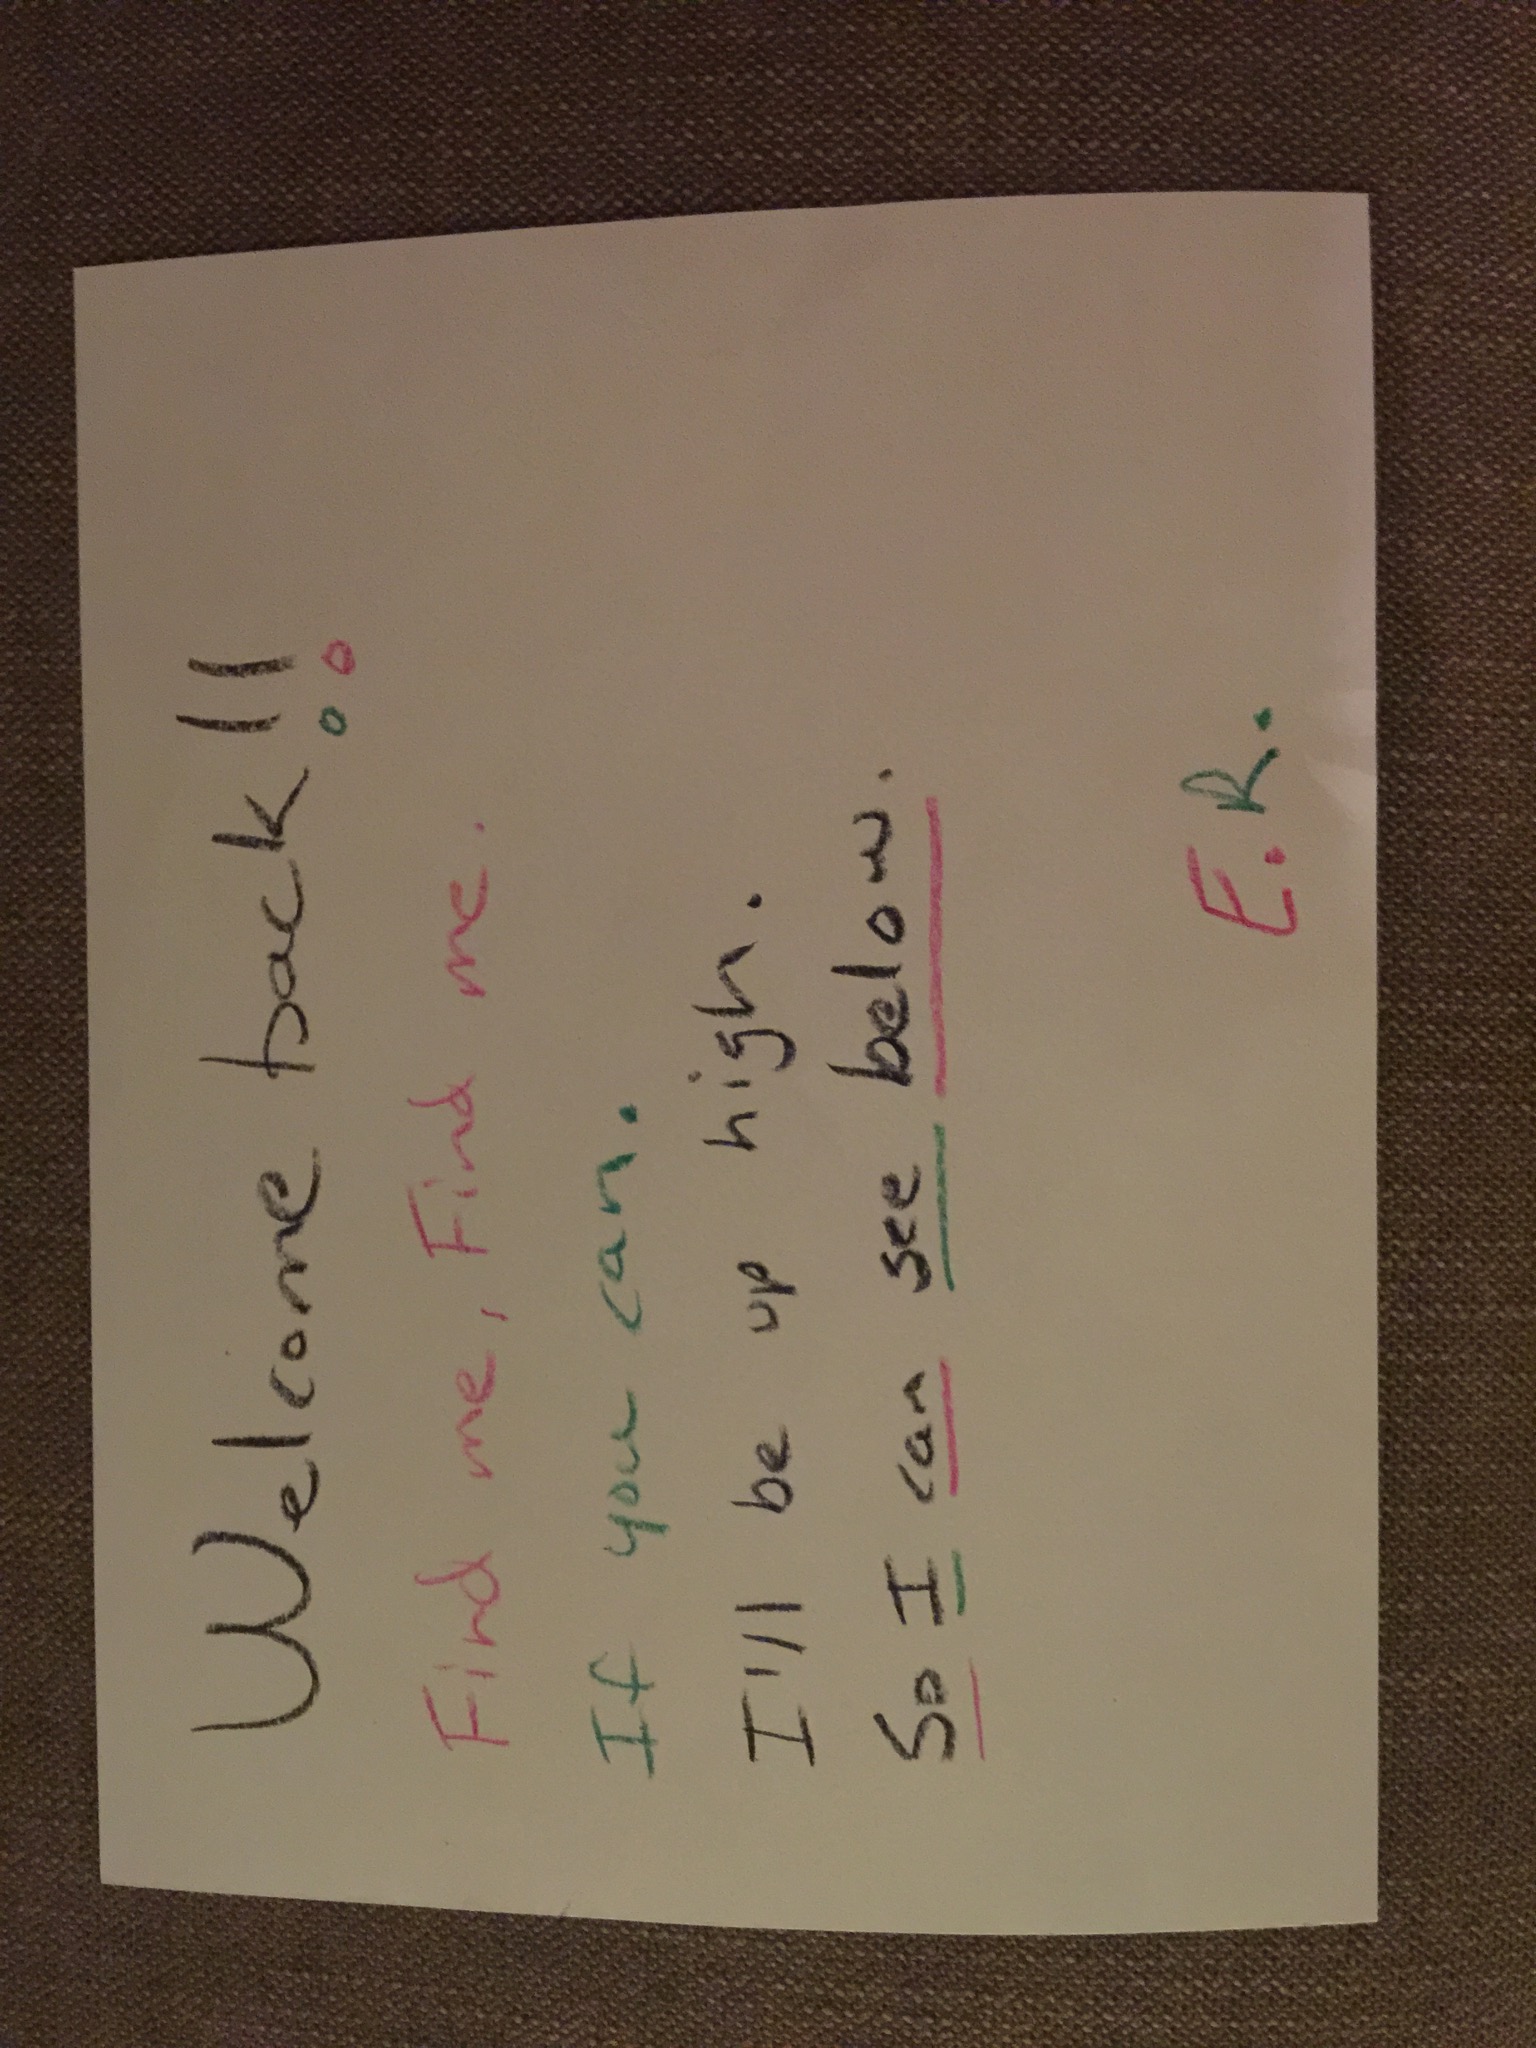 Welcome back!!
Find me, Find me.
If you can.
I'll be up high.
So I can see below.
E.R.